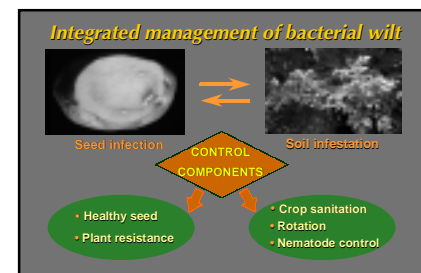 Integrated management of bacterial wilt
Seed infection
Soil infestation
CONTROL
COMPONENTS
• Healthy seed
• Plant resistance
• Crop sanitation
• Rotation
• Nematode control